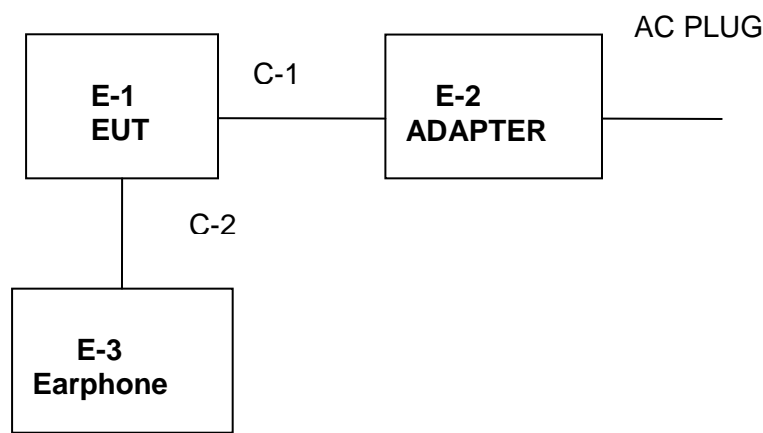 AC PLUG
E-1
EUT
C-1
E-2
ADAPTER
C-2
E-3
Earphone